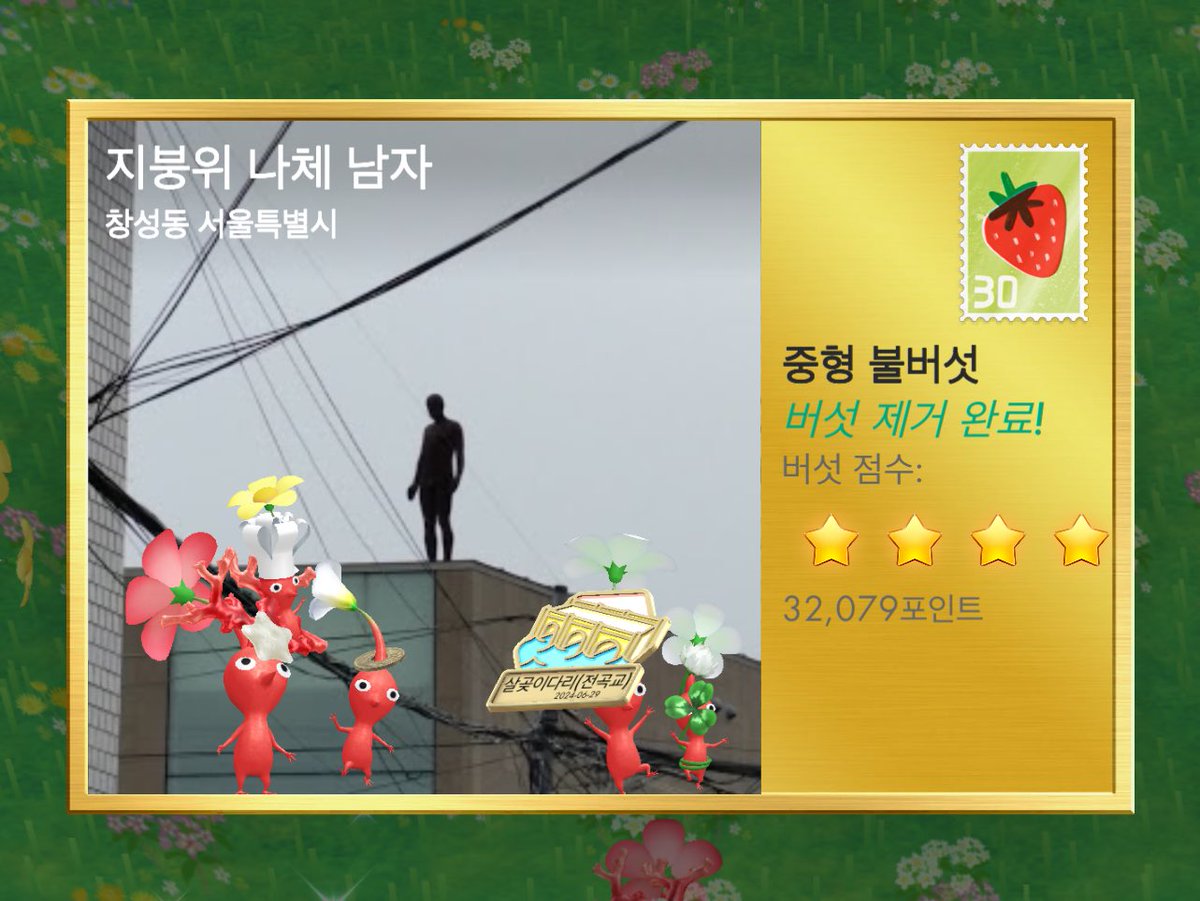 지붕위 나체 남자
창성동 서울특별시
30
중형 불버섯
버섯 제거 완료!
버섯 점수:
32,079포인트
살곶이다리(전곡교)
2024-06-29